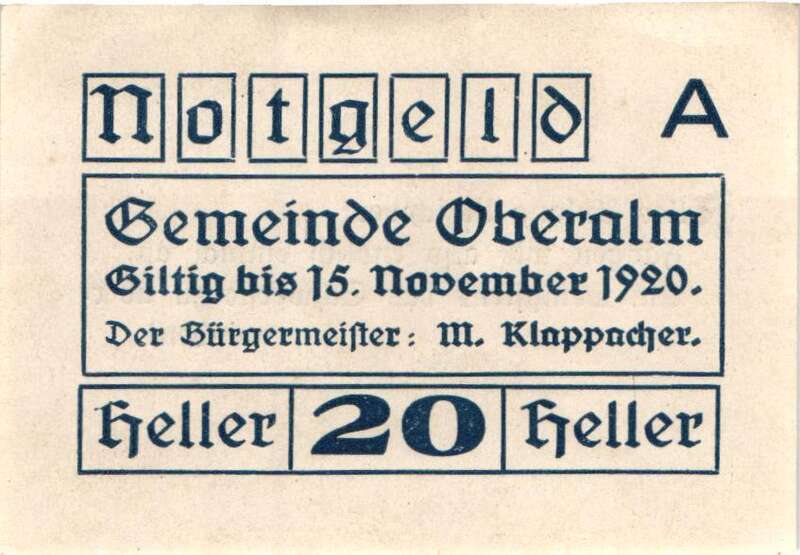 Notgeld A
Gemeinde Oberalm
Giltig bis 15. November 1920.
Der Bürgermeister: M. Klappacher.
Heller 20 Heller